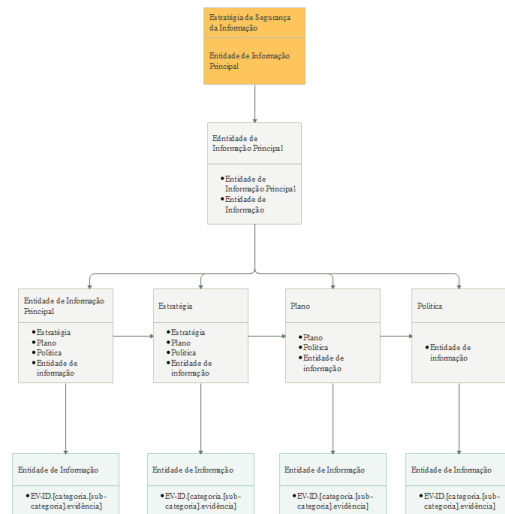 Estratégia de Segurança
da Informação
Entidade de Informação
Principal
Edntidade de
Informação Principal
•Entidade de
Informação Principal
•Entidade de
Informação
Entidade de Informação
Principal
•Estratégia
•Plano
•Política
•Entidade de
informação
Estratégia
•Estratégia
•Plano
•Política
•Entidade de
informação
Plano
•Plano
•Política
•Entidade de
informação
Política
•Entidade de
informação
Entidade de Informação
•EV-ID.[categoria.[sub-
categoria].evidência]
Entidade de Informação
•EV-ID.[categoria.[sub-
categoria].evidência]
Entidade de Informação
•EV-ID.[categoria.[sub-
categoria].evidência]
Entidade de Informação
•EV-ID.[categoria.[sub-
categoria].evidência]